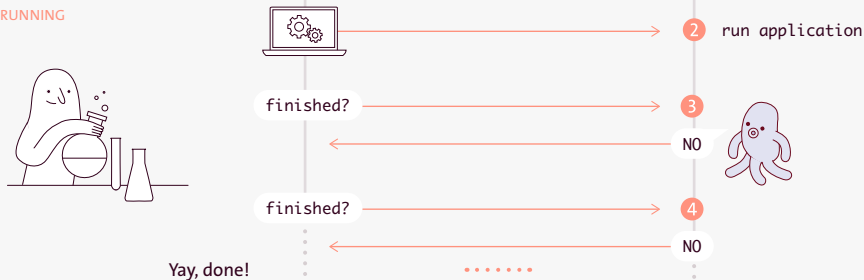 RUNNING
2 run application
finished? 3
NO
finished? 4
NO
Yay, done!